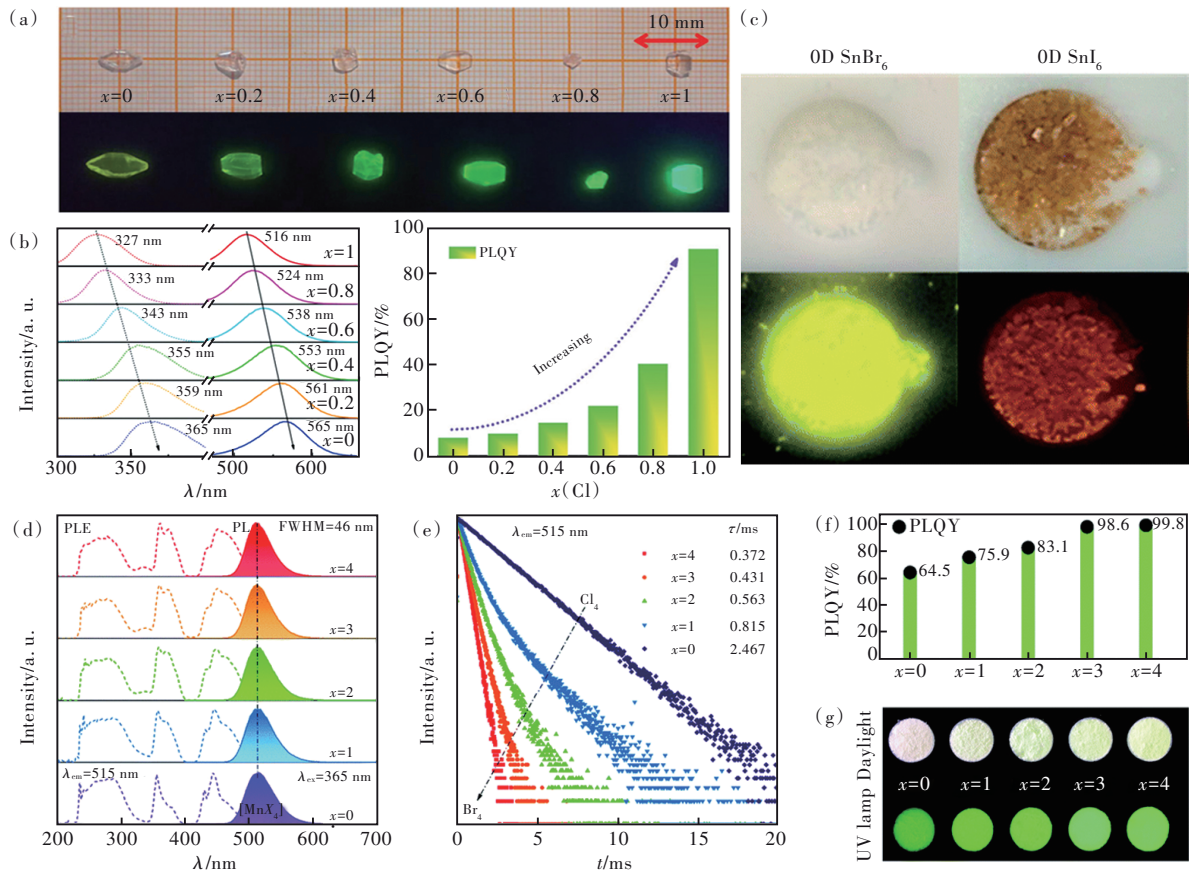 (a)
10 mm
x=0 x=0.2 x=0.4 x=0.6 x=0.8 x=1
(b)
Intensity/a. u.
327 nm 516 nm x=1
333 nm 524 nm x=0.8
343 nm 538 nm x=0.6
355 nm 553 nm x=0.4
359 nm 561 nm x=0.2
365 nm 565 nm x=0
300 350 500 600
λ/nm
PLQY/%
100
80
60
40
20
0
PLQY
Increasing
0 0.2 0.4 0.6 0.8 1.0
x(Cl)
(c)
0D SnBr₆ 0D SnI₆
(d)
Intensity/a. u.
PLE PL FWHM=46 nm
x=4
x=3
x=2
x=1
λem=515 nm λex=365 nm
[MnX₄] x=0
200 300 400 500 600 700
λ/nm
(e)
Intensity/a. u.
λem=515 nm τ/ms
x=4 0.372
x=3 0.431
x=2 0.563
x=1 0.815
x=0 2.467
Cl₄
Br₄
0 5 10 15 20
t/ms
(f)
PLQY/%
100
80
60
40
20
0
PLQY
64.5 75.9 83.1 98.6 99.8
x=0 x=1 x=2 x=3 x=4
(g)
Daylight
x=0 x=1 x=2 x=3 x=4
UV lamp